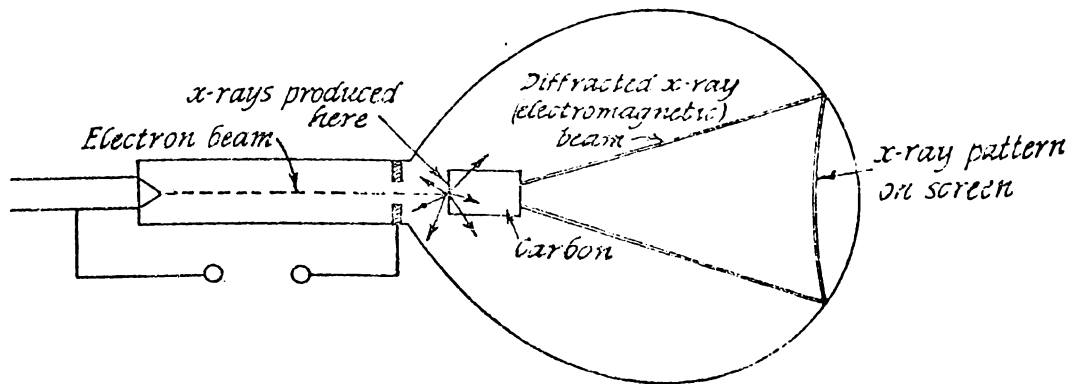 x-rays produced
here
Electron beam
Diffracted x-ray
(electromagnetic)
beam
x-ray pattern
on screen
Carbon